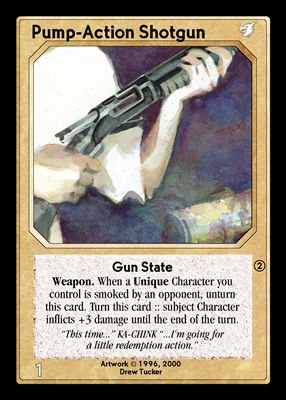 Pump-Action Shotgun
Gun State
Weapon. When a Unique Character you
control is smoked by an opponent, unturn
this card. Turn this card :: subject Character
inflicts +3 damage until the end of the turn.
"This time..." KA-CHINK "...I'm going for
a little redemption action."
2
1
Artwork © 1996, 2000
Drew Tucker